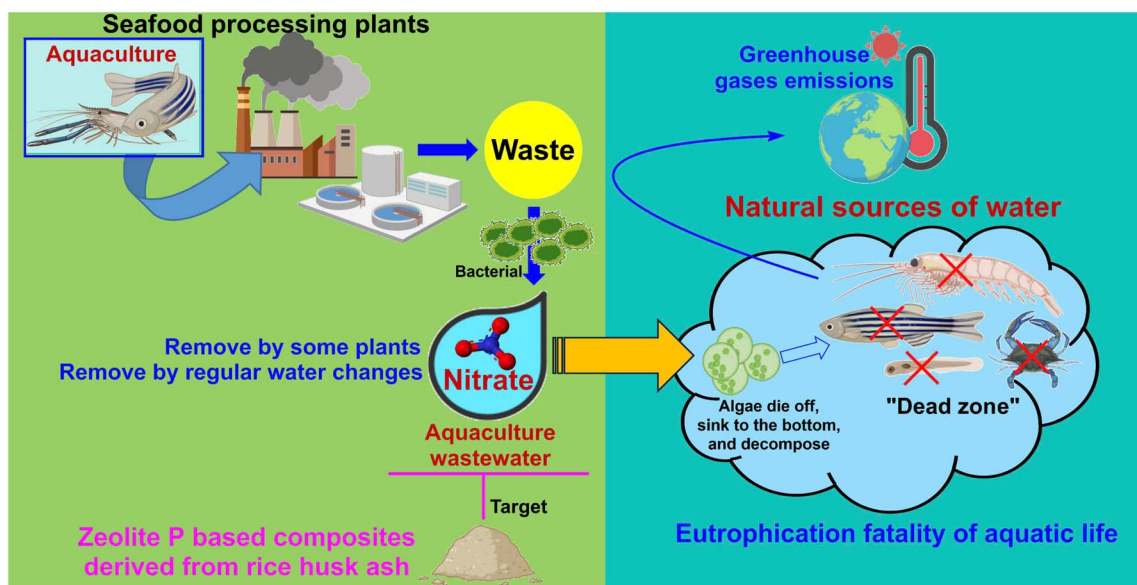 Seafood processing plants
Aquaculture
Waste
Bacterial
Remove by some plants
Remove by regular water changes
Nitrate
Aquaculture
wastewater
Target
Zeolite P based composites
derived from rice husk ash
Greenhouse
gases emissions
Natural sources of water
Algae die off,
sink to the bottom,
and decompose
"Dead zone"
Eutrophication fatality of aquatic life